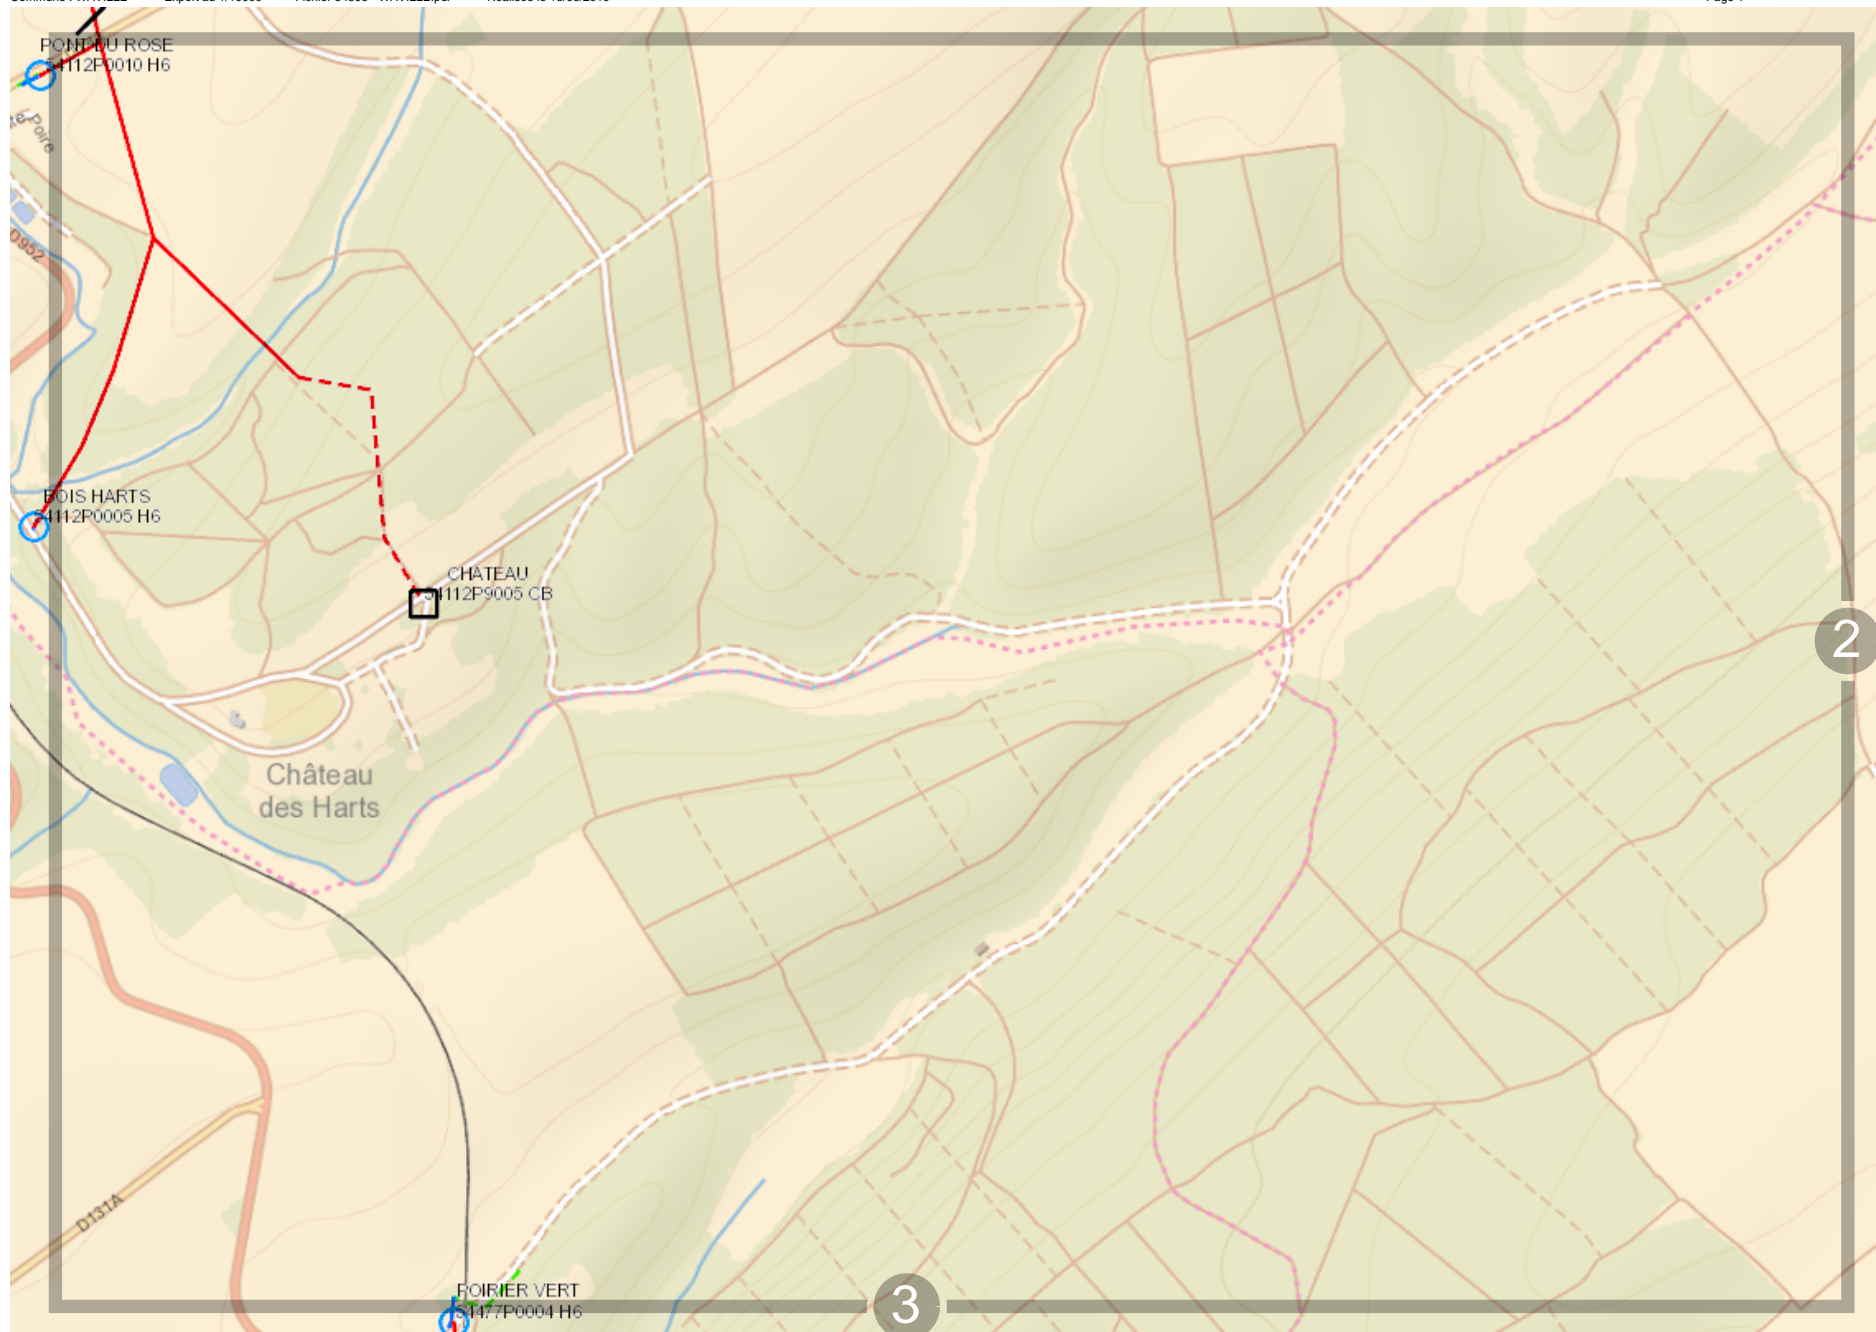 PONT DU ROSE
54112P0010 H6
Poire
D952
BOIS HARTS
54112P0005 H6
CHATEAU
54112P9005 CB
2
Château
des Harts
D131A
POIRIER VERT
54477P0004 H6
3